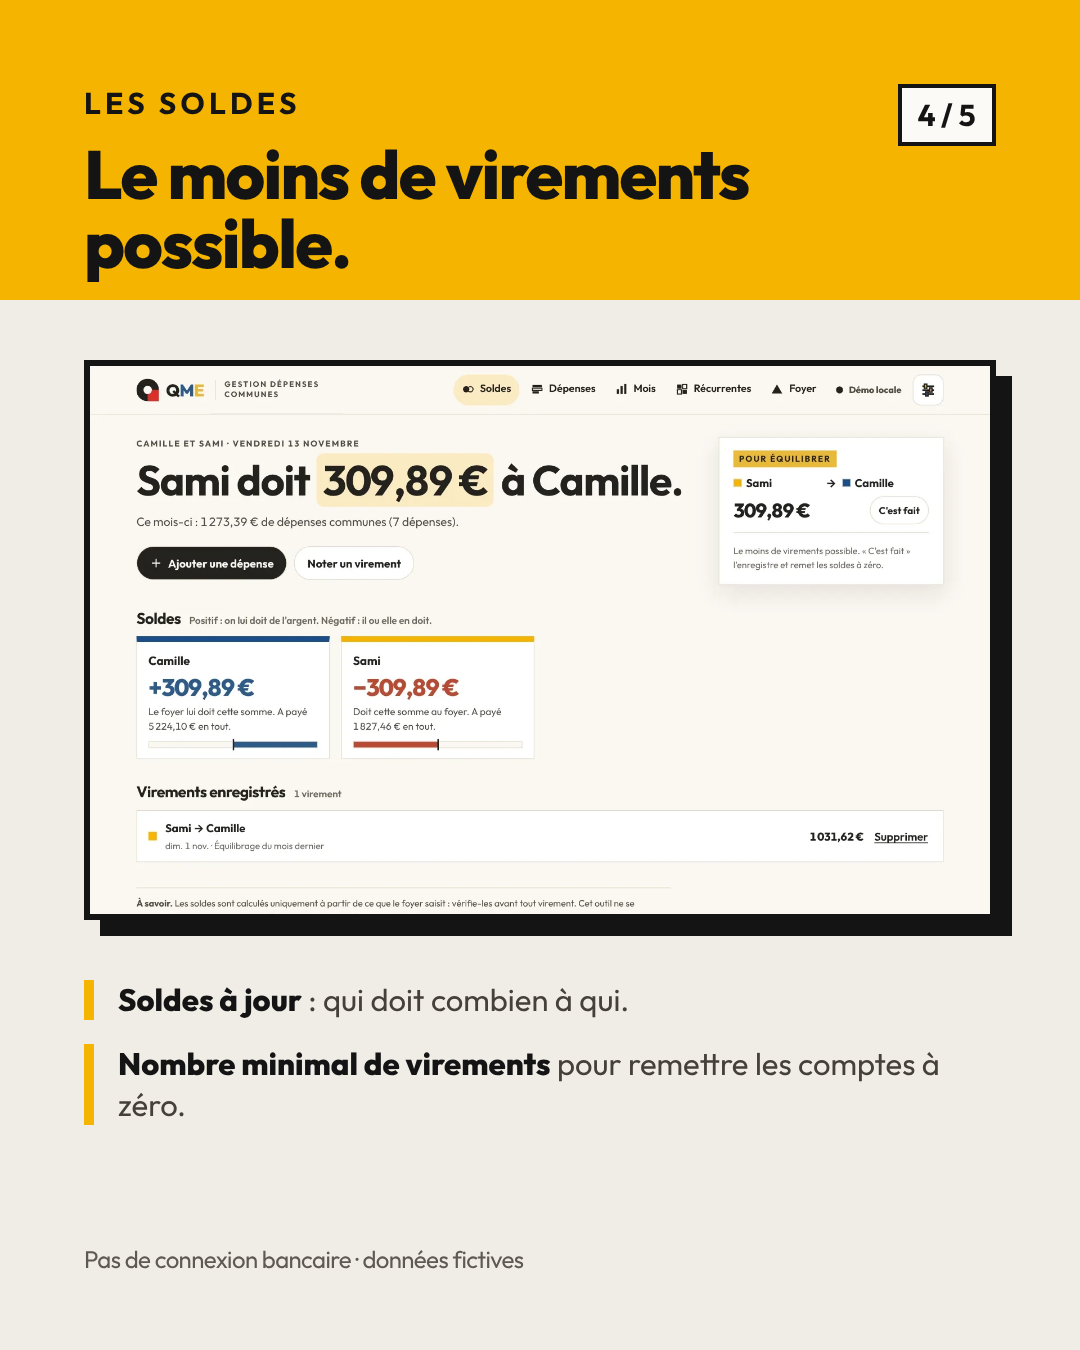 LES SOLDES
4 / 5
Le moins de virements
possible.
QME
GESTION DÉPENSES
COMMUNES
Soldes
Dépenses
Mois
Récurrentes
Foyer
Démo locale
CAMILLE ET SAMI · VENDREDI 13 NOVEMBRE
Sami doit 309,89 € à Camille.
Ce mois-ci : 1 273,39 € de dépenses communes (7 dépenses).
+ Ajouter une dépense
Noter un virement
POUR ÉQUILIBRER
Sami → Camille
309,89 €
C'est fait
Le moins de virements possible. « C'est fait »
l'enregistre et remet les soldes à zéro.
Soldes Positif : on lui doit de l'argent. Négatif : il ou elle en doit.
Camille
+309,89 €
Le foyer lui doit cette somme. A payé
5 224,10 € en tout.
Sami
−309,89 €
Doit cette somme au foyer. A payé
1 827,46 € en tout.
Virements enregistrés 1 virement
Sami → Camille
dim. 1 nov. · Équilibrage du mois dernier
1 031,62 € Supprimer
À savoir. Les soldes sont calculés uniquement à partir de ce que le foyer saisit : vérifie-les avant tout virement. Cet outil ne se
Soldes à jour : qui doit combien à qui.
Nombre minimal de virements pour remettre les comptes à
zéro.
Pas de connexion bancaire · données fictives